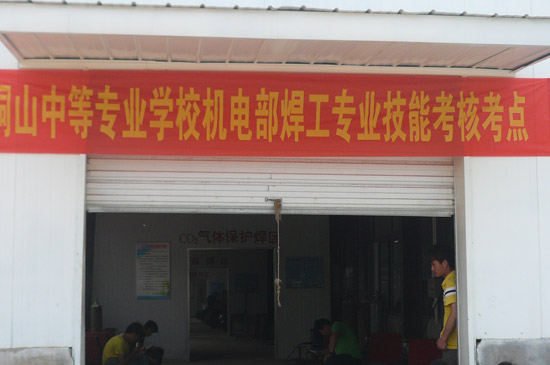 铜山中等专业学校机电部焊工专业技能考核考点
CO₂气体保护焊区